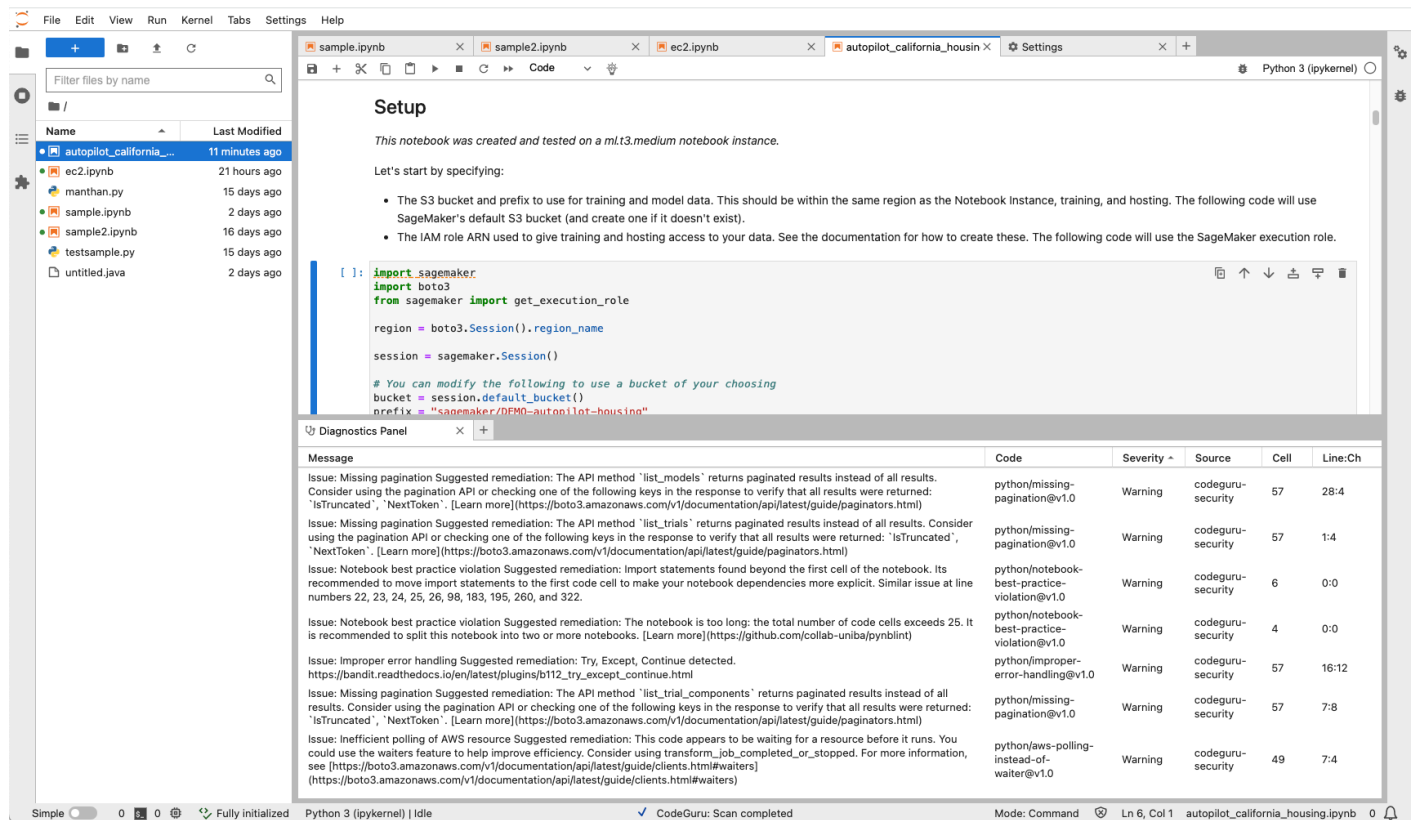 File Edit View Run Kernel Tabs Settings Help
+
Filter files by name
/
Name Last Modified
autopilot_california_... 11 minutes ago
ec2.ipynb 21 hours ago
manthan.py 15 days ago
sample.ipynb 2 days ago
sample2.ipynb 16 days ago
testsample.py 15 days ago
untitled.java 2 days ago
sample.ipynb sample2.ipynb ec2.ipynb autopilot_california_housin Settings +
Code Python 3 (ipykernel)
Setup
This notebook was created and tested on a ml.t3.medium notebook instance.
Let's start by specifying:
• The S3 bucket and prefix to use for training and model data. This should be within the same region as the Notebook Instance, training, and hosting. The following code will use
SageMaker's default S3 bucket (and create one if it doesn't exist).
• The IAM role ARN used to give training and hosting access to your data. See the documentation for how to create these. The following code will use the SageMaker execution role.
[ ]: import sagemaker
import boto3
from sagemaker import get_execution_role
region = boto3.Session().region_name
session = sagemaker.Session()
# You can modify the following to use a bucket of your choosing
bucket = session.default_bucket()
prefix = "sagemaker/DEMO-autopilot-housing"
Diagnostics Panel +
Message Code Severity Source Cell Line:Ch
Issue: Missing pagination Suggested remediation: The API method `list_models` returns paginated results instead of all results.
Consider using the pagination API or checking one of the following keys in the response to verify that all results were returned:
`IsTruncated`, `NextToken`. [Learn more](https://boto3.amazonaws.com/v1/documentation/api/latest/guide/paginators.html)
python/missing-
pagination@v1.0
Warning
codeguru-
security
57
28:4
Issue: Missing pagination Suggested remediation: The API method `list_trials` returns paginated results instead of all results. Consider
using the pagination API or checking one of the following keys in the response to verify that all results were returned: `IsTruncated`,
`NextToken`. [Learn more](https://boto3.amazonaws.com/v1/documentation/api/latest/guide/paginators.html)
python/missing-
pagination@v1.0
Warning
codeguru-
security
57
1:4
Issue: Notebook best practice violation Suggested remediation: Import statements found beyond the first cell of the notebook. Its
recommended to move import statements to the first code cell to make your notebook dependencies more explicit. Similar issue at line
numbers 22, 23, 24, 25, 26, 98, 183, 195, 260, and 322.
python/notebook-
best-practice-
violation@v1.0
Warning
codeguru-
security
6
0:0
Issue: Notebook best practice violation Suggested remediation: The notebook is too long: the total number of code cells exceeds 25. It
is recommended to split this notebook into two or more notebooks. [Learn more](https://github.com/collab-uniba/pynblint)
python/notebook-
best-practice-
violation@v1.0
Warning
codeguru-
security
4
0:0
Issue: Improper error handling Suggested remediation: Try, Except, Continue detected.
https://bandit.readthedocs.io/en/latest/plugins/b112_try_except_continue.html
python/improper-
error-handling@v1.0
Warning
codeguru-
security
57
16:12
Issue: Missing pagination Suggested remediation: The API method `list_trial_components` returns paginated results instead of all
results. Consider using the pagination API or checking one of the following keys in the response to verify that all results were returned:
`IsTruncated`, `NextToken`. [Learn more](https://boto3.amazonaws.com/v1/documentation/api/latest/guide/paginators.html)
python/missing-
pagination@v1.0
Warning
codeguru-
security
57
7:8
Issue: Inefficient polling of AWS resource Suggested remediation: This code appears to be waiting for a resource before it runs. You
could use the waiters feature to help improve efficiency. Consider using transform_job_completed_or_stopped. For more information,
see [https://boto3.amazonaws.com/v1/documentation/api/latest/guide/clients.html#waiters]
(https://boto3.amazonaws.com/v1/documentation/api/latest/guide/clients.html#waiters)
python/aws-polling-
instead-of-
waiter@v1.0
Warning
codeguru-
security
49
7:4
Simple 0 0 Fully initialized Python 3 (ipykernel) | Idle CodeGuru: Scan completed Mode: Command Ln 6, Col 1 autopilot_california_housing.ipynb 0